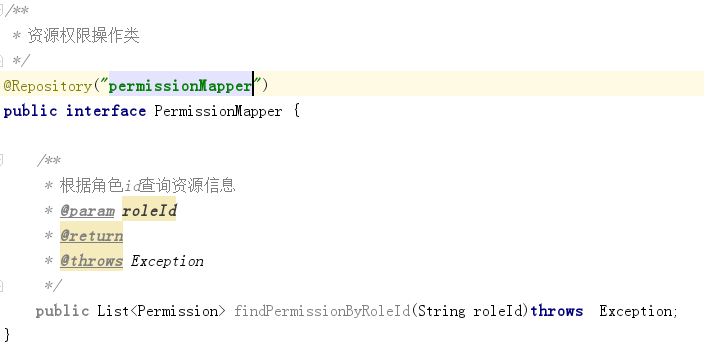 /**
* 资源权限操作类
*/
@Repository("permissionMapper")
public interface PermissionMapper {
/**
* 根据角色id查询资源信息
* @param roleId
* @return
* @throws Exception
*/
public List<Permission> findPermissionByRoleId(String roleId)throws  Exception;
}